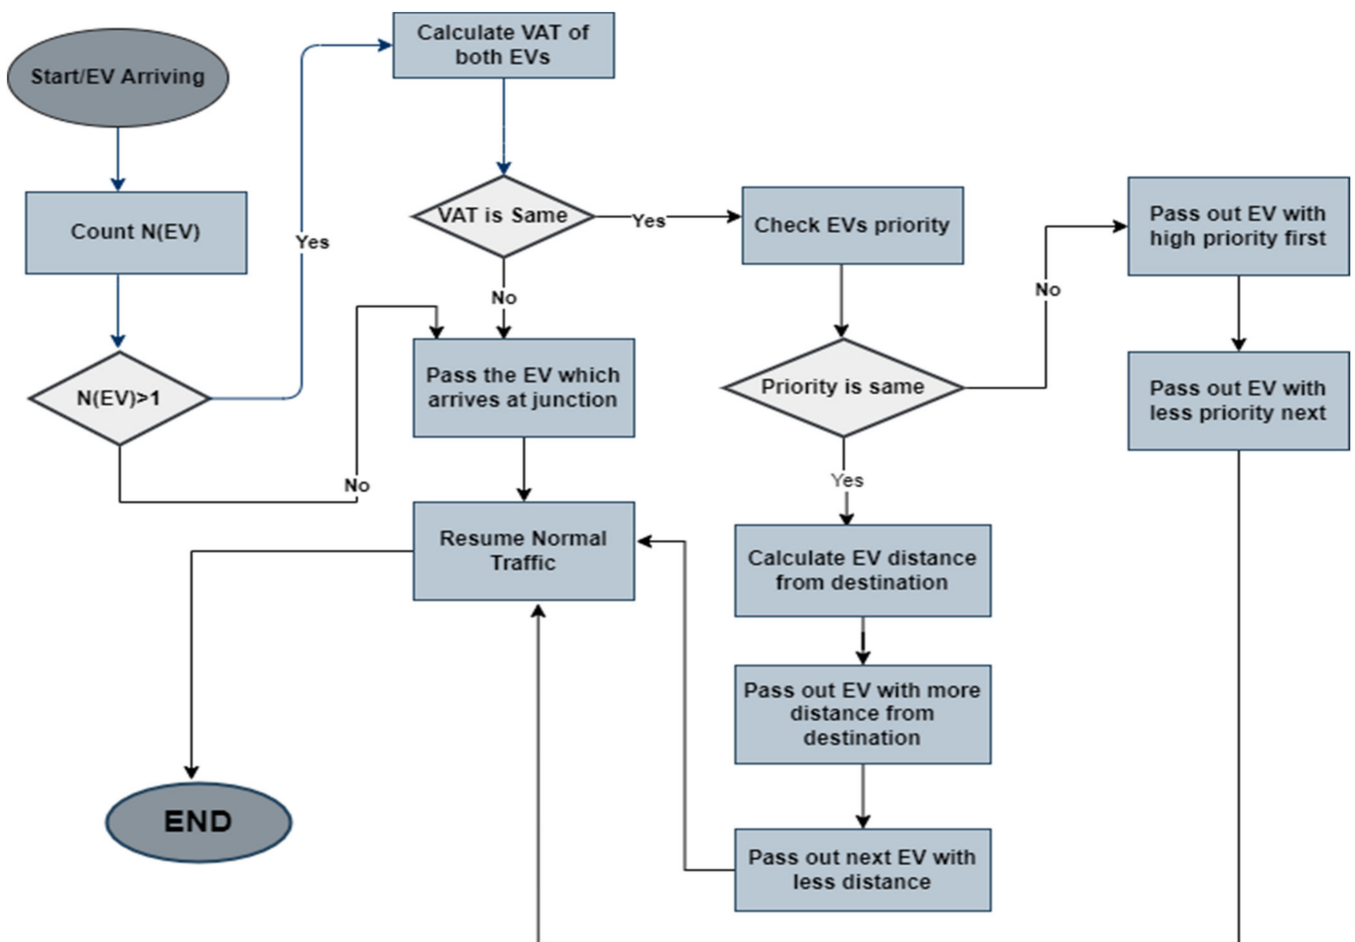 Start/EV Arriving
Count N(EV)
N(EV)>1
Yes
No
Calculate VAT of
both EVs
VAT is Same
Yes
No
Pass the EV which
arrives at junction
Resume Normal
Traffic
END
Check EVs priority
Priority is same
No
Yes
Pass out EV with
high priority first
Pass out EV with
less priority next
Calculate EV distance
from destination
Pass out EV with more
distance from
destination
Pass out next EV with
less distance